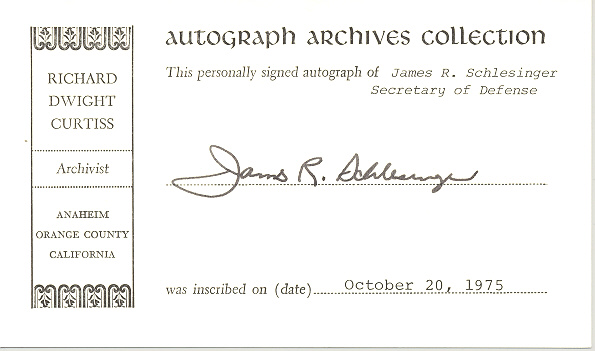 AUTOGRAPH ARCHIVES COLLECTION
This personally signed autograph of James R. Schlesinger
Secretary of Defense
RICHARD
DWIGHT
CURTISS
Archivist
ANAHEIM
ORANGE COUNTY
CALIFORNIA
James R. Schlesinger
was inscribed on (date) October 20, 1975